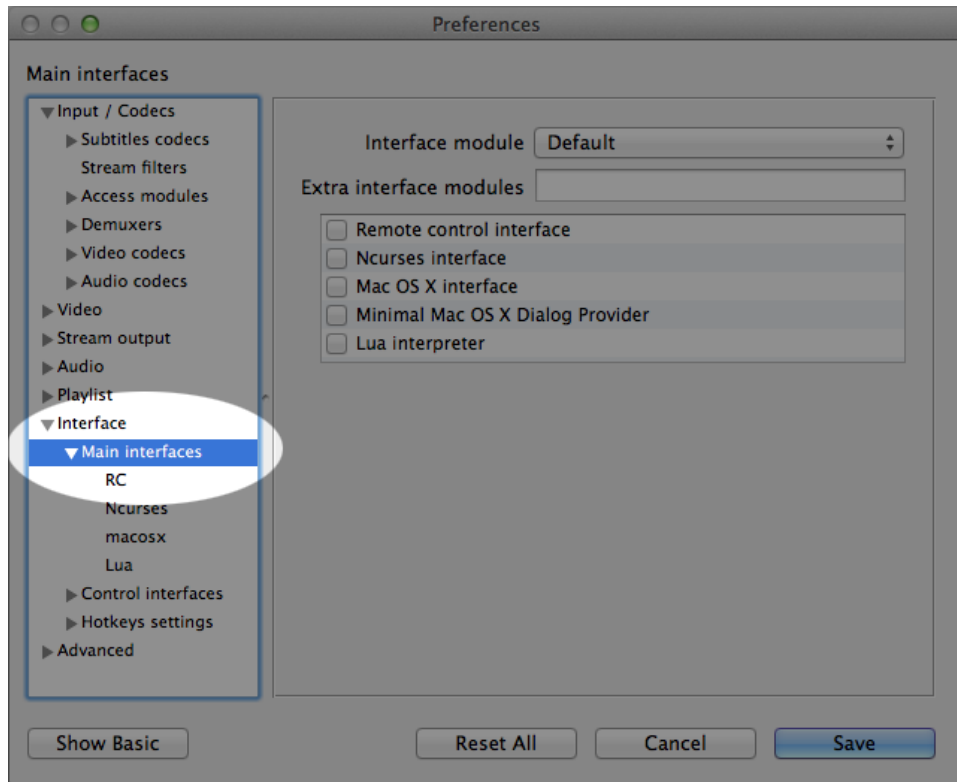 Preferences
Main interfaces
Input / Codecs
Subtitles codecs
Stream filters
Access modules
Demuxers
Video codecs
Audio codecs
Video
Stream output
Audio
Playlist
Interface
Main interfaces
RC
Ncurses
macosx
Lua
Control interfaces
Hotkeys settings
Advanced
Interface module Default
Extra interface modules
Remote control interface
Ncurses interface
Mac OS X interface
Minimal Mac OS X Dialog Provider
Lua interpreter
Show Basic Reset All Cancel Save